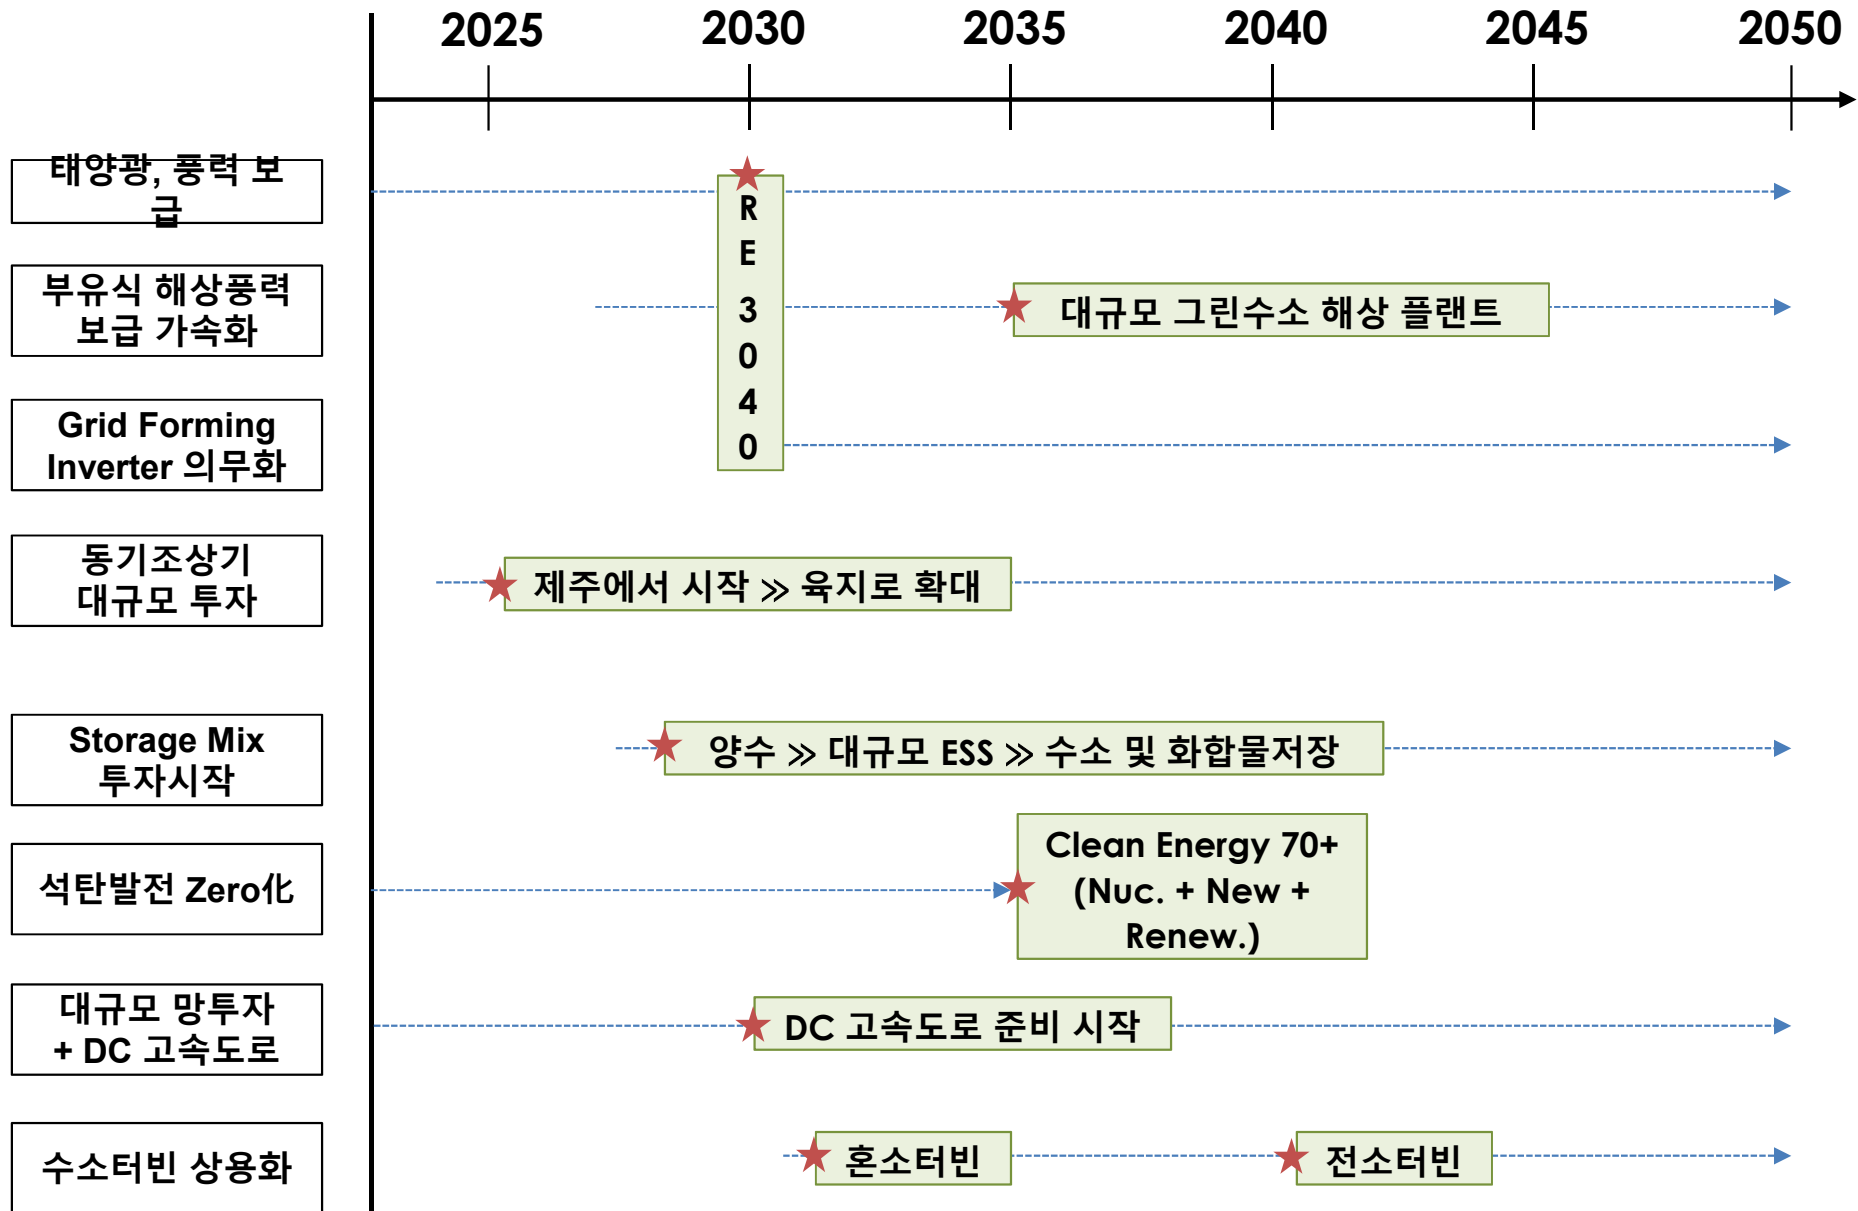 2025 2030 2035 2040 2045 2050
태양광, 풍력 보
급
R
E
3
0
4
0
부유식 해상풍력
보급 가속화
대규모 그린수소 해상 플랜트
Grid Forming
Inverter 의무화
동기조상기
대규모 투자
제주에서 시작 ≫ 육지로 확대
Storage Mix
투자시작
양수 ≫ 대규모 ESS ≫ 수소 및 화합물저장
석탄발전 Zero化
Clean Energy 70+
(Nuc. + New +
Renew.)
대규모 망투자
+ DC 고속도로
DC 고속도로 준비 시작
수소터빈 상용화
혼소터빈
전소터빈